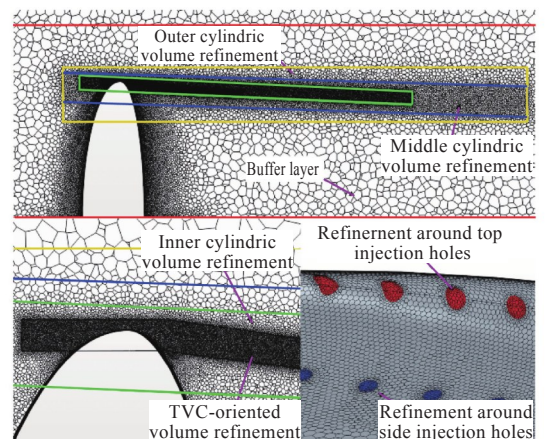 Outer cylindric
volume refinement
Middle cylindric
volume refinement
Buffer layer
Inner cylindric
volume refinement
TVC-oriented
volume refinement
Refinernent around top
injection holes
Refinement around
side injection holes